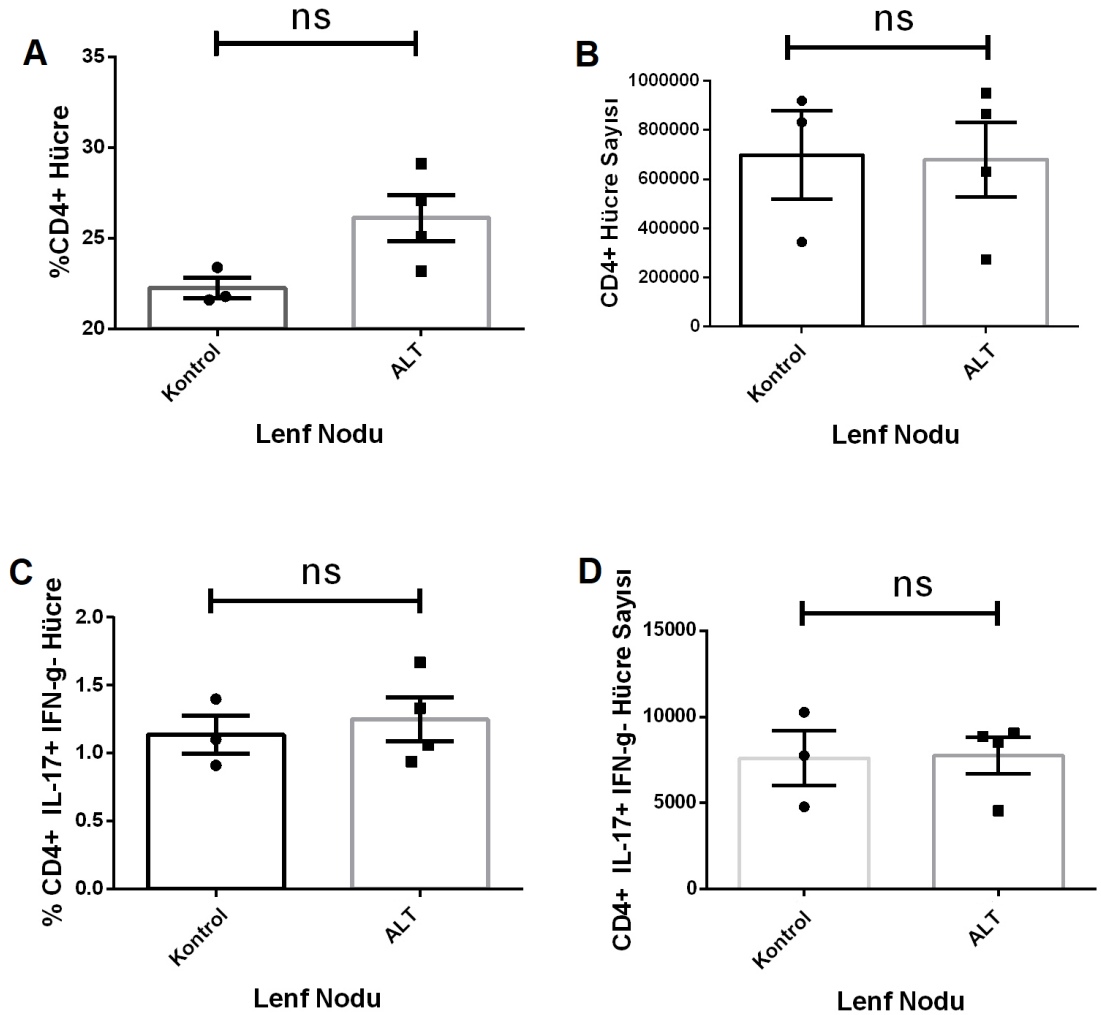 A
ns
%CD4+ Hücre
35
30
25
20
Kontrol
ALT
Lenf Nodu
B
ns
CD4+ Hücre Sayısı
1000000
800000
600000
400000
200000
0
Kontrol
ALT
Lenf Nodu
C
ns
% CD4+ IL-17+ IFN-g- Hücre
2.0
1.5
1.0
0.5
0.0
Kontrol
ALT
Lenf Nodu
D
ns
CD4+ IL-17+ IFN-g- Hücre Sayısı
15000
10000
5000
0
Kontrol
ALT
Lenf Nodu